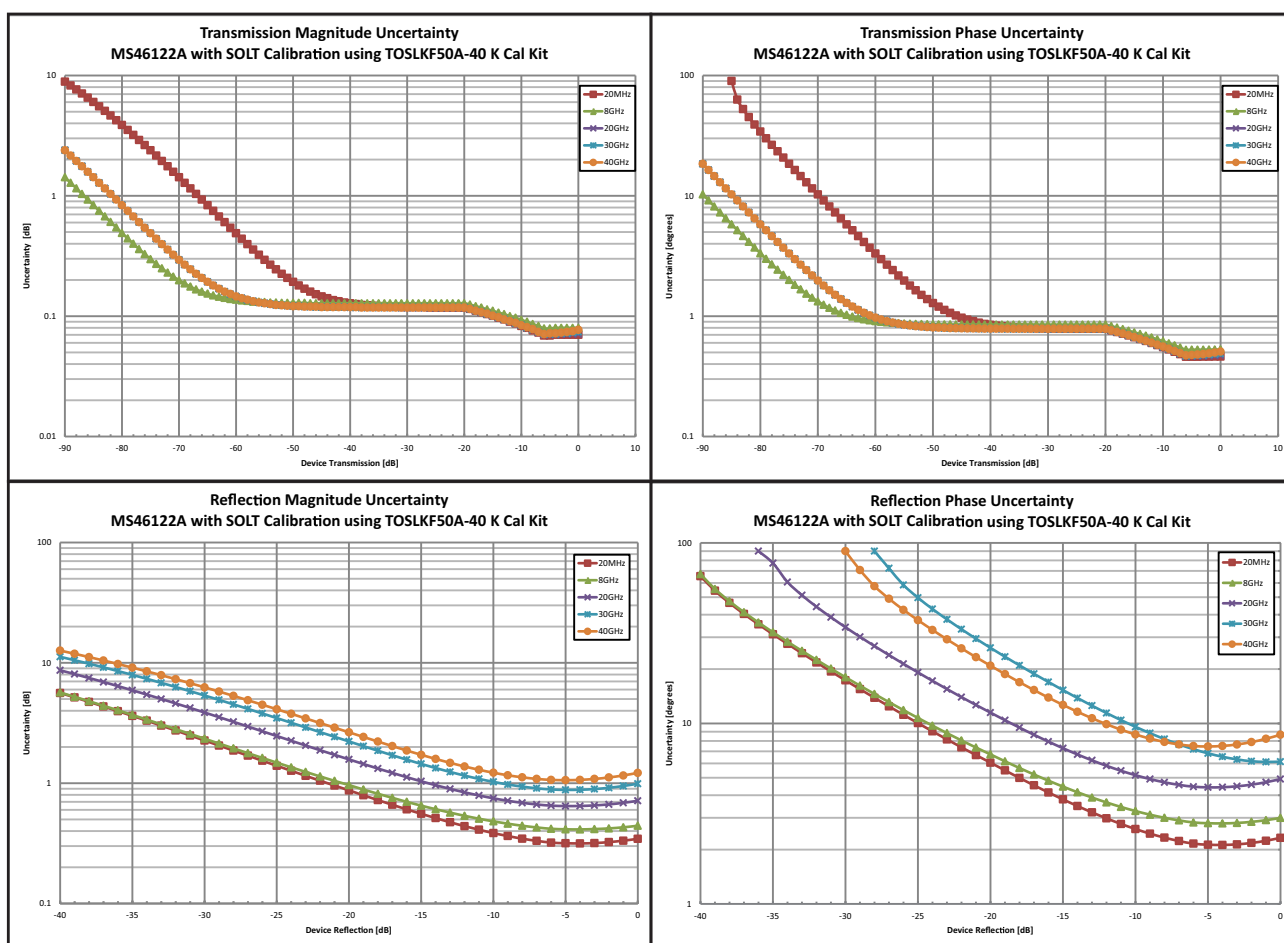 Transmission Magnitude Uncertainty
MS46122A with SOLT Calibration using TOSLKF50A-40 K Cal Kit
10
1
0.1
0.01
Uncertainty [dB]
-90
-80
-70
-60
-50
-40
-30
-20
-10
0
10
Device Transmission [dB]
20MHz
8GHz
20GHz
30GHz
40GHz
Transmission Phase Uncertainty
MS46122A with SOLT Calibration using TOSLKF50A-40 K Cal Kit
100
10
1
0.1
Uncertainty [degrees]
-90
-80
-70
-60
-50
-40
-30
-20
-10
0
10
Device Transmission [dB]
20MHz
8GHz
20GHz
30GHz
40GHz
Reflection Magnitude Uncertainty
MS46122A with SOLT Calibration using TOSLKF50A-40 K Cal Kit
100
10
1
0.1
Uncertainty [dB]
-40
-35
-30
-25
-20
-15
-10
-5
0
Device Reflection [dB]
20MHz
8GHz
20GHz
30GHz
40GHz
Reflection Phase Uncertainty
MS46122A with SOLT Calibration using TOSLKF50A-40 K Cal Kit
100
10
1
Uncertainty [degrees]
-40
-35
-30
-25
-20
-15
-10
-5
0
Device Reflection [dB]
20MHz
8GHz
20GHz
30GHz
40GHz